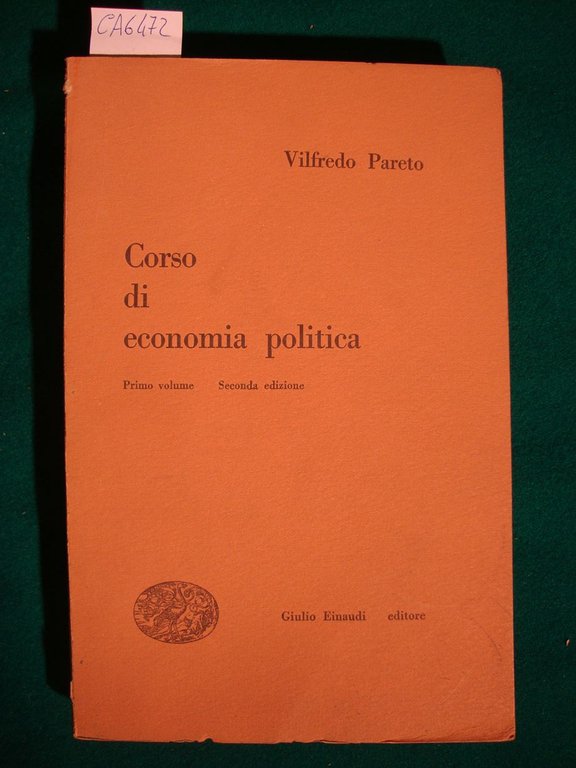 CA6472
Vilfredo Pareto
Corso
di
economia politica
Primo volume Seconda edizione
Giulio Einaudi editore